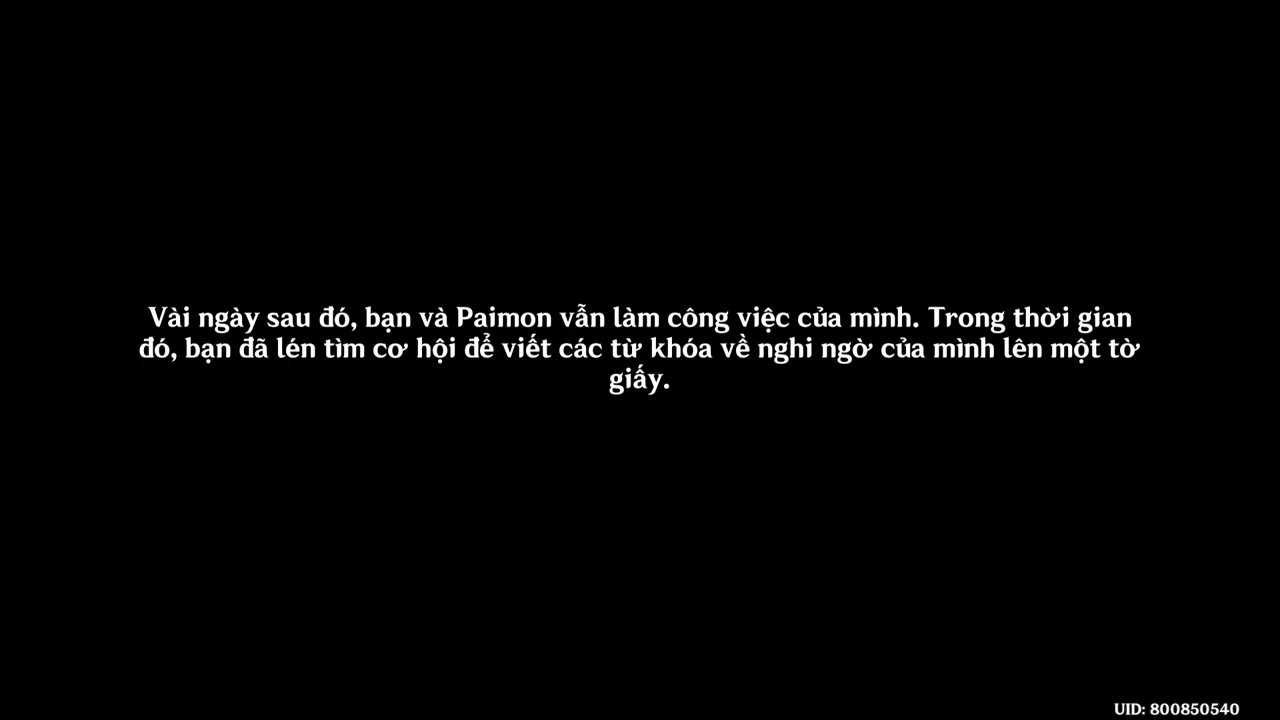 Vài ngày sau đó, bạn và Paimon vẫn làm công việc của mình. Trong thời gian
đó, bạn đã lén tìm cơ hội để viết các từ khóa về nghi ngờ của mình lên một tờ
giấy.
UID: 800850540